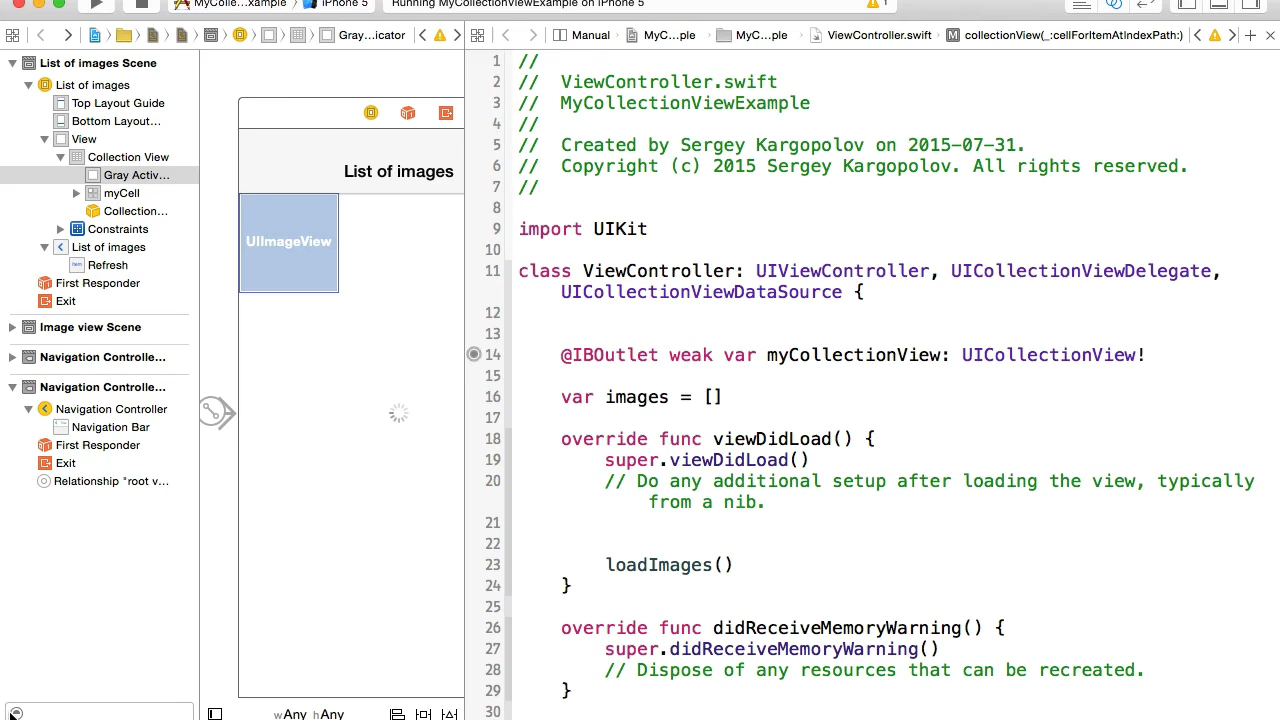 MyColle...xample
iPhone 5
Running MyCollectionViewExample on iPhone 5
1
Gray...icator
Manual
MyC...ple
MyC...ple
ViewController.swift
collectionView(_:cellForItemAtIndexPath:)
List of images Scene
List of images
Top Layout Guide
Bottom Layout...
View
Collection View
Gray Activ...
myCell
Collection...
Constraints
List of images
Refresh
First Responder
Exit
Image view Scene
Navigation Controlle...
Navigation Controlle...
Navigation Controller
Navigation Bar
First Responder
Exit
Relationship "root v...
List of images
UIImageView
wAny hAny
1 //
2 //  ViewController.swift
3 //  MyCollectionViewExample
4 //
5 //  Created by Sergey Kargopolov on 2015-07-31.
6 //  Copyright (c) 2015 Sergey Kargopolov. All rights reserved.
7 //
8
9 import UIKit
10
11 class ViewController: UIViewController, UICollectionViewDelegate,
UICollectionViewDataSource {
12
13
14 @IBOutlet weak var myCollectionView: UICollectionView!
15
16 var images = []
17
18 override func viewDidLoad() {
19 super.viewDidLoad()
20 // Do any additional setup after loading the view, typically
from a nib.
21
22
23 loadImages()
24 }
25
26 override func didReceiveMemoryWarning() {
27 super.didReceiveMemoryWarning()
28 // Dispose of any resources that can be recreated.
29 }
30